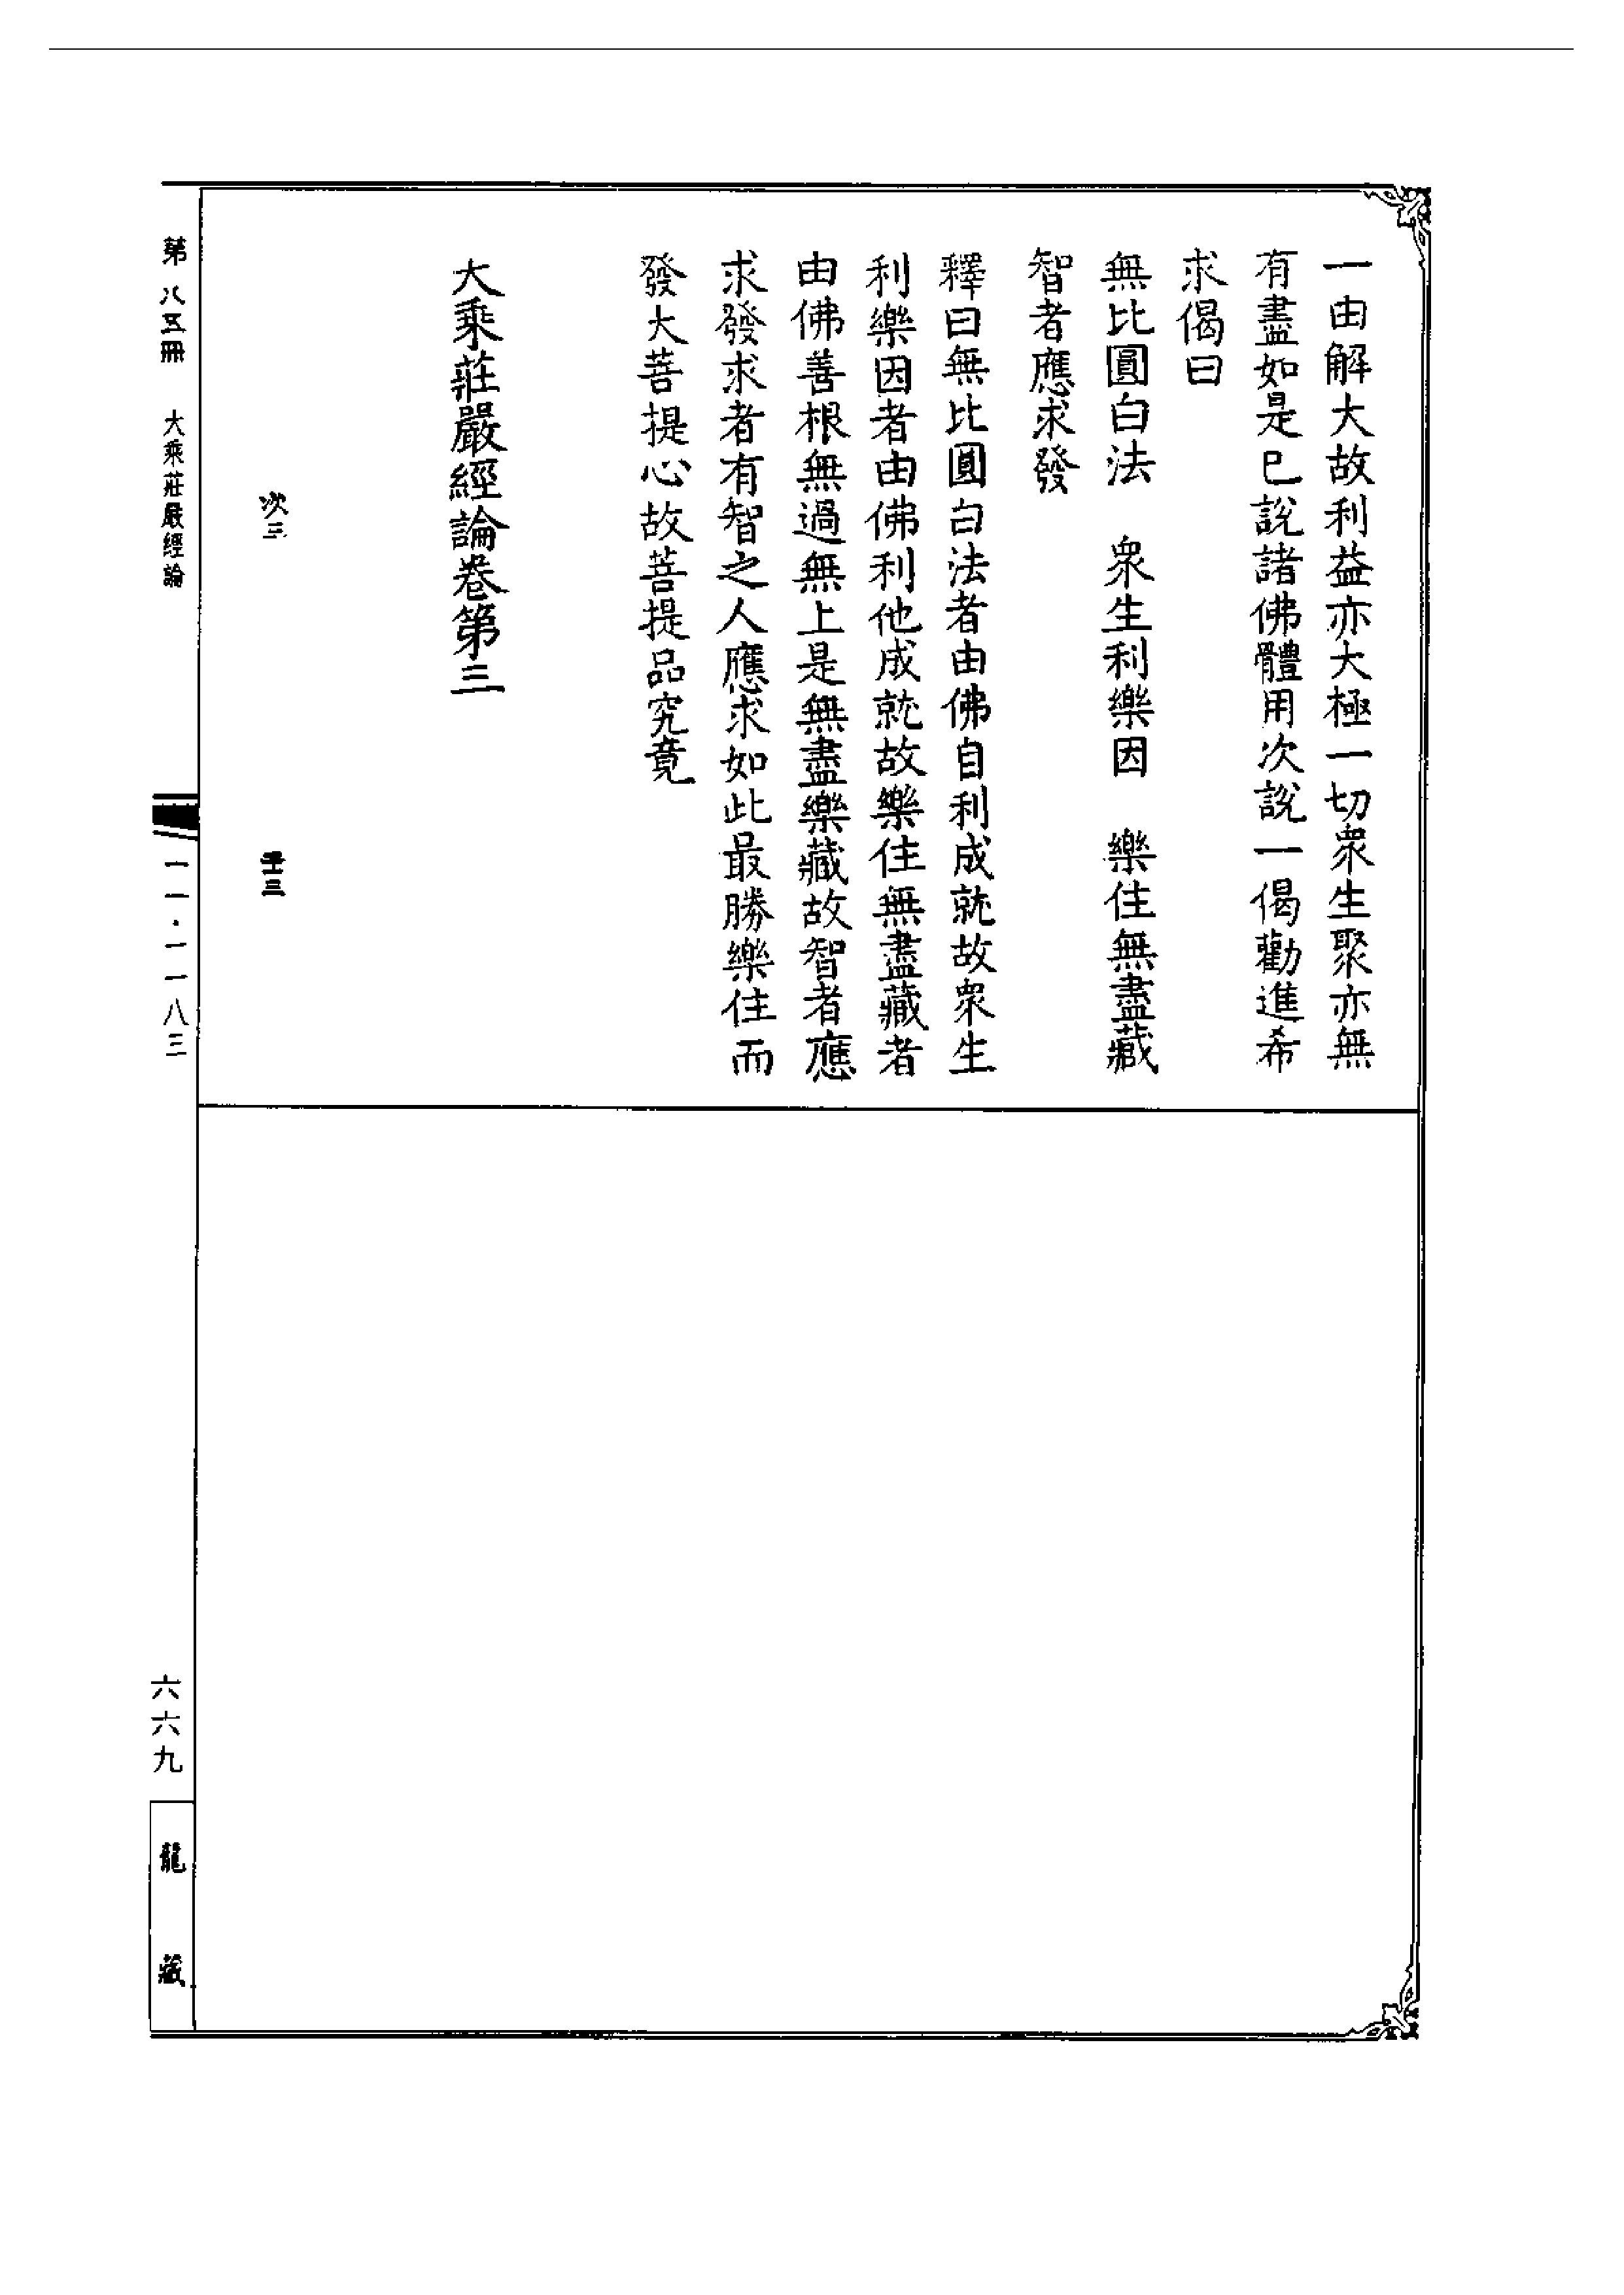 一由解大故利益亦大極一切衆生聚亦無
有盡如是巳說諸佛體用次說一偈勸進希
求偈曰
無比圓白法　衆生利樂因　樂住無盡藏
智者應求發
釋曰無比圓白法者由佛自利成就故衆生
利樂因者由佛利他成就故樂住無盡藏者
由佛善根無過無上是無盡樂藏故智者應
求發求者有智之人應求如此最勝樂住而
發大菩提心故菩提品究竟
大乘莊嚴經論卷第三
次三
第八五冊　大乘莊嚴經論
一一·一一八三
六六九
龍藏